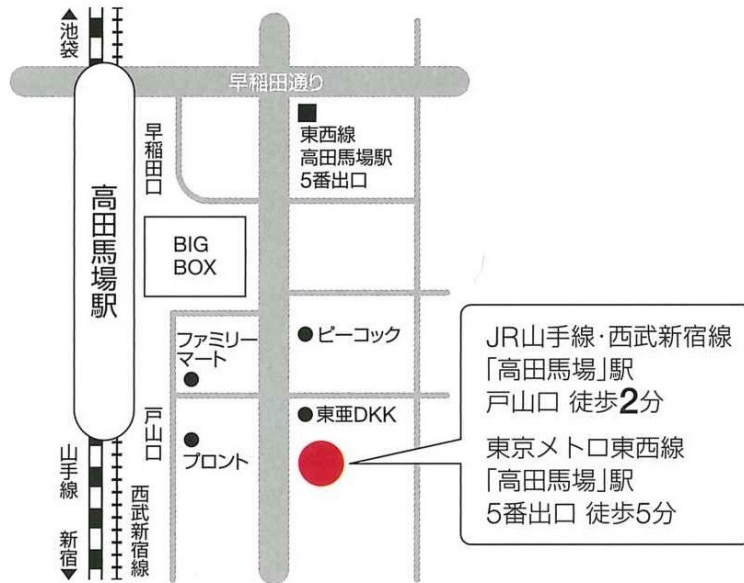 ▲池袋
早稲田通り
早稲田口
東西線
高田馬場駅
5番出口
高田馬場駅
BIG
BOX
ファミリー
マート
ピーコック
戸山口
プロント
東亜DKK
山手線
新宿▼
西武新宿線
JR山手線・西武新宿線
「高田馬場」駅
戸山口 徒歩2分
東京メトロ東西線
「高田馬場」駅
5番出口 徒歩5分